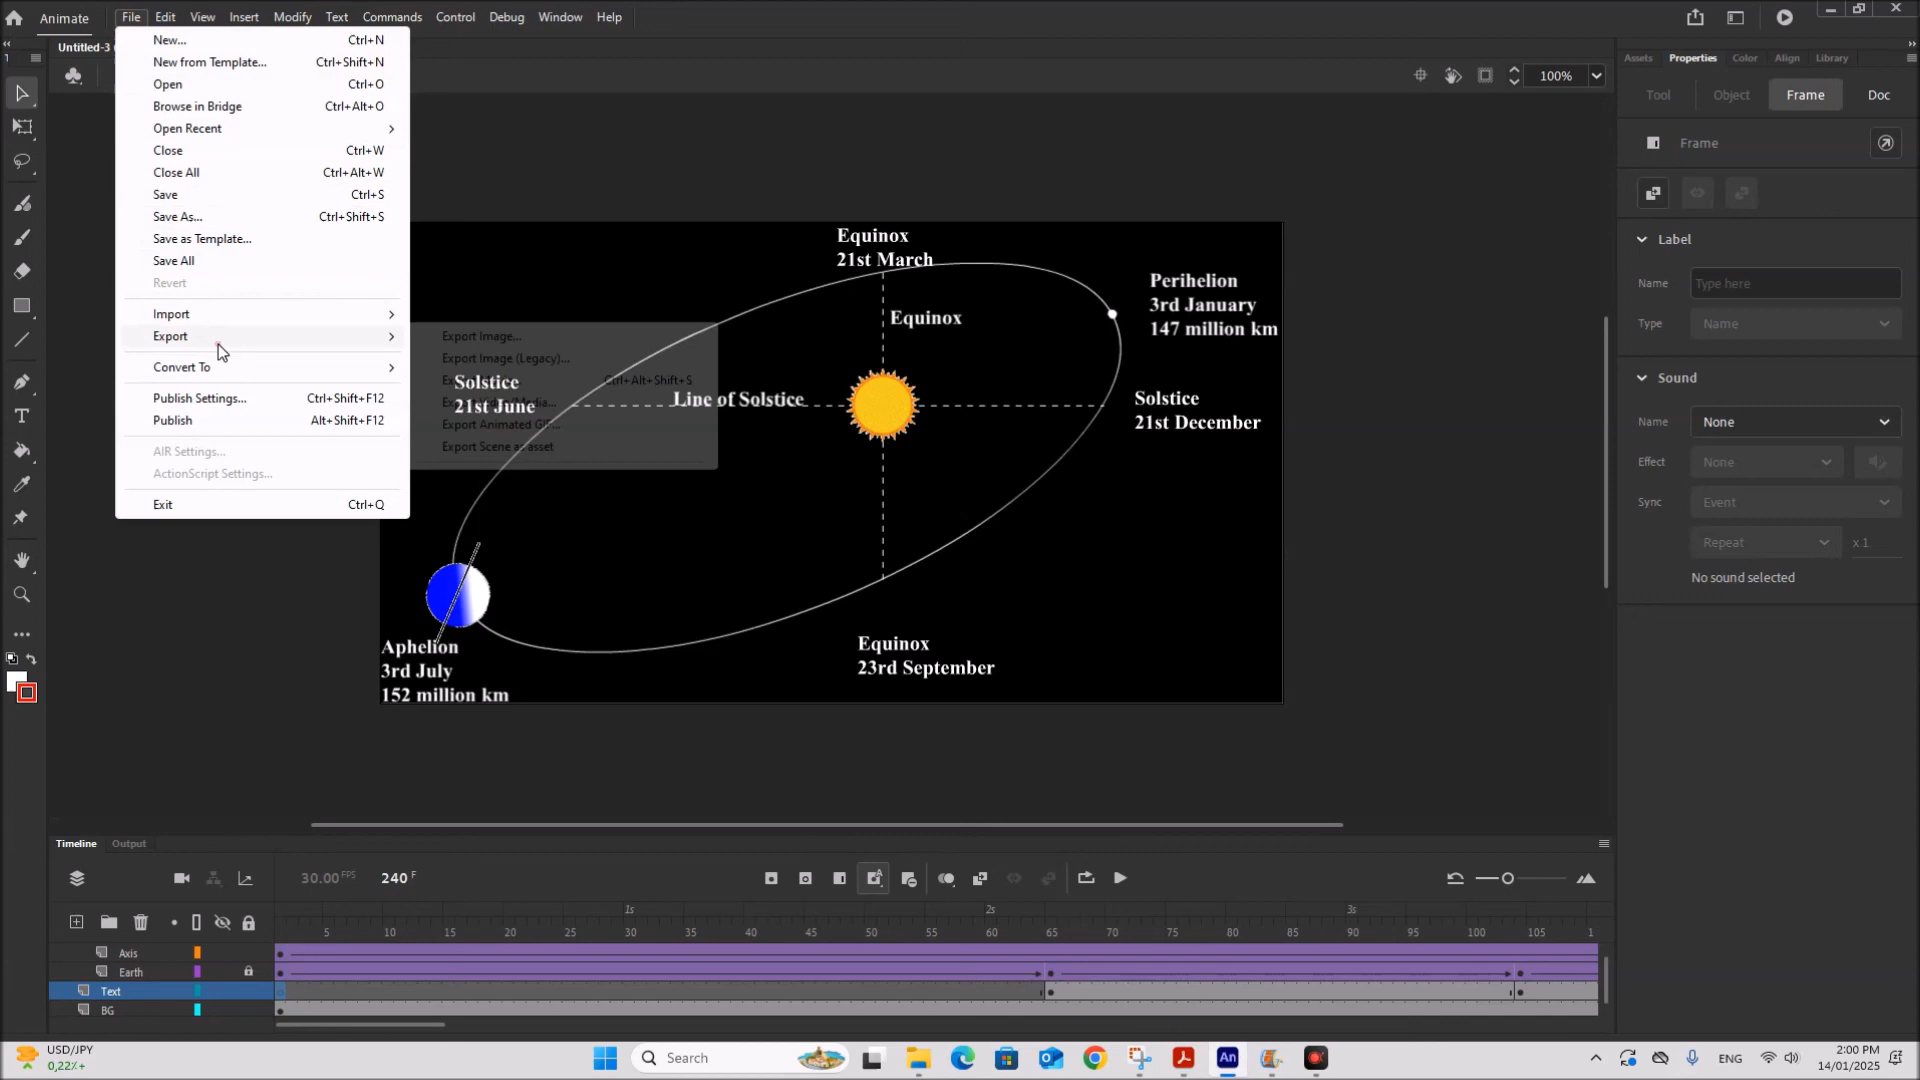 Animate
File Edit View Insert Modify Text Commands Control Debug Window Help
Untitled-3
1
New... Ctrl+N
New from Template... Ctrl+Shift+N
Open Ctrl+O
Browse in Bridge Ctrl+Alt+O
Open Recent
Close Ctrl+W
Close All Ctrl+Alt+W
Save Ctrl+S
Save As... Ctrl+Shift+S
Save as Template...
Save All
Revert
Import
Export
Convert To
Publish Settings... Ctrl+Shift+F12
Publish Alt+Shift+F12
AIR Settings...
ActionScript Settings...
Exit Ctrl+Q
Export Image...
Export Image (Legacy)...
Ctrl+Alt+Shift+S
Export Animated GIF...
Export Scene as asset
100%
Equinox
21st March
Equinox
Perihelion
3rd January
147 million km
Solstice
21st June
Line of Solstice
Solstice
21st December
Aphelion
3rd July
152 million km
Equinox
23rd September
Assets Properties Color Align Library
Tool Object Frame Doc
Frame
Label
Name Type here
Type Name
Sound
Name None
Effect None
Sync Event
Repeat x 1
No sound selected
Timeline Output
30.00 FPS 240 F
1s 2s 3s
5 10 15 20 25 30 35 40 45 50 55 60 65 70 75 80 85 90 95 100 105 1
Axis
Earth
Text
BG
USD/JPY
0,22%+
Search
ENG
2:00 PM
14/01/2025